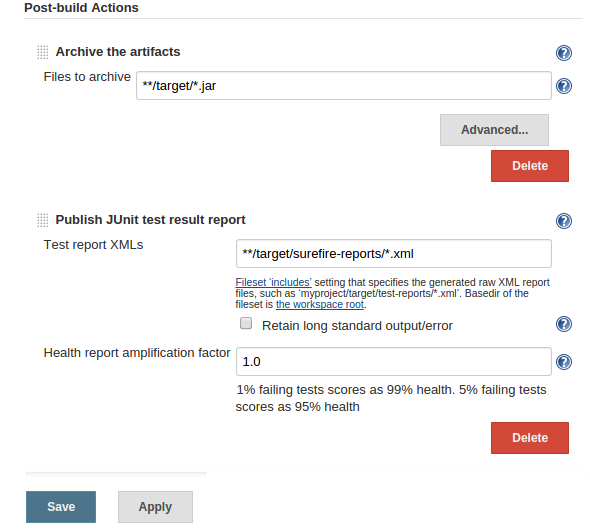 Post-build Actions
Archive the artifacts
?
Files to archive
**/target/*.jar
?
Advanced...
Delete
Publish JUnit test result report
?
Test report XMLs
**/target/surefire-reports/*.xml
Fileset ‘includes’ setting that specifies the generated raw XML report
files, such as ‘myproject/target/test-reports/*.xml’. Basedir of the
fileset is the workspace root.
Retain long standard output/error
?
Health report amplification factor
1.0
?
1% failing tests scores as 99% health. 5% failing tests
scores as 95% health
Delete
Save
Apply